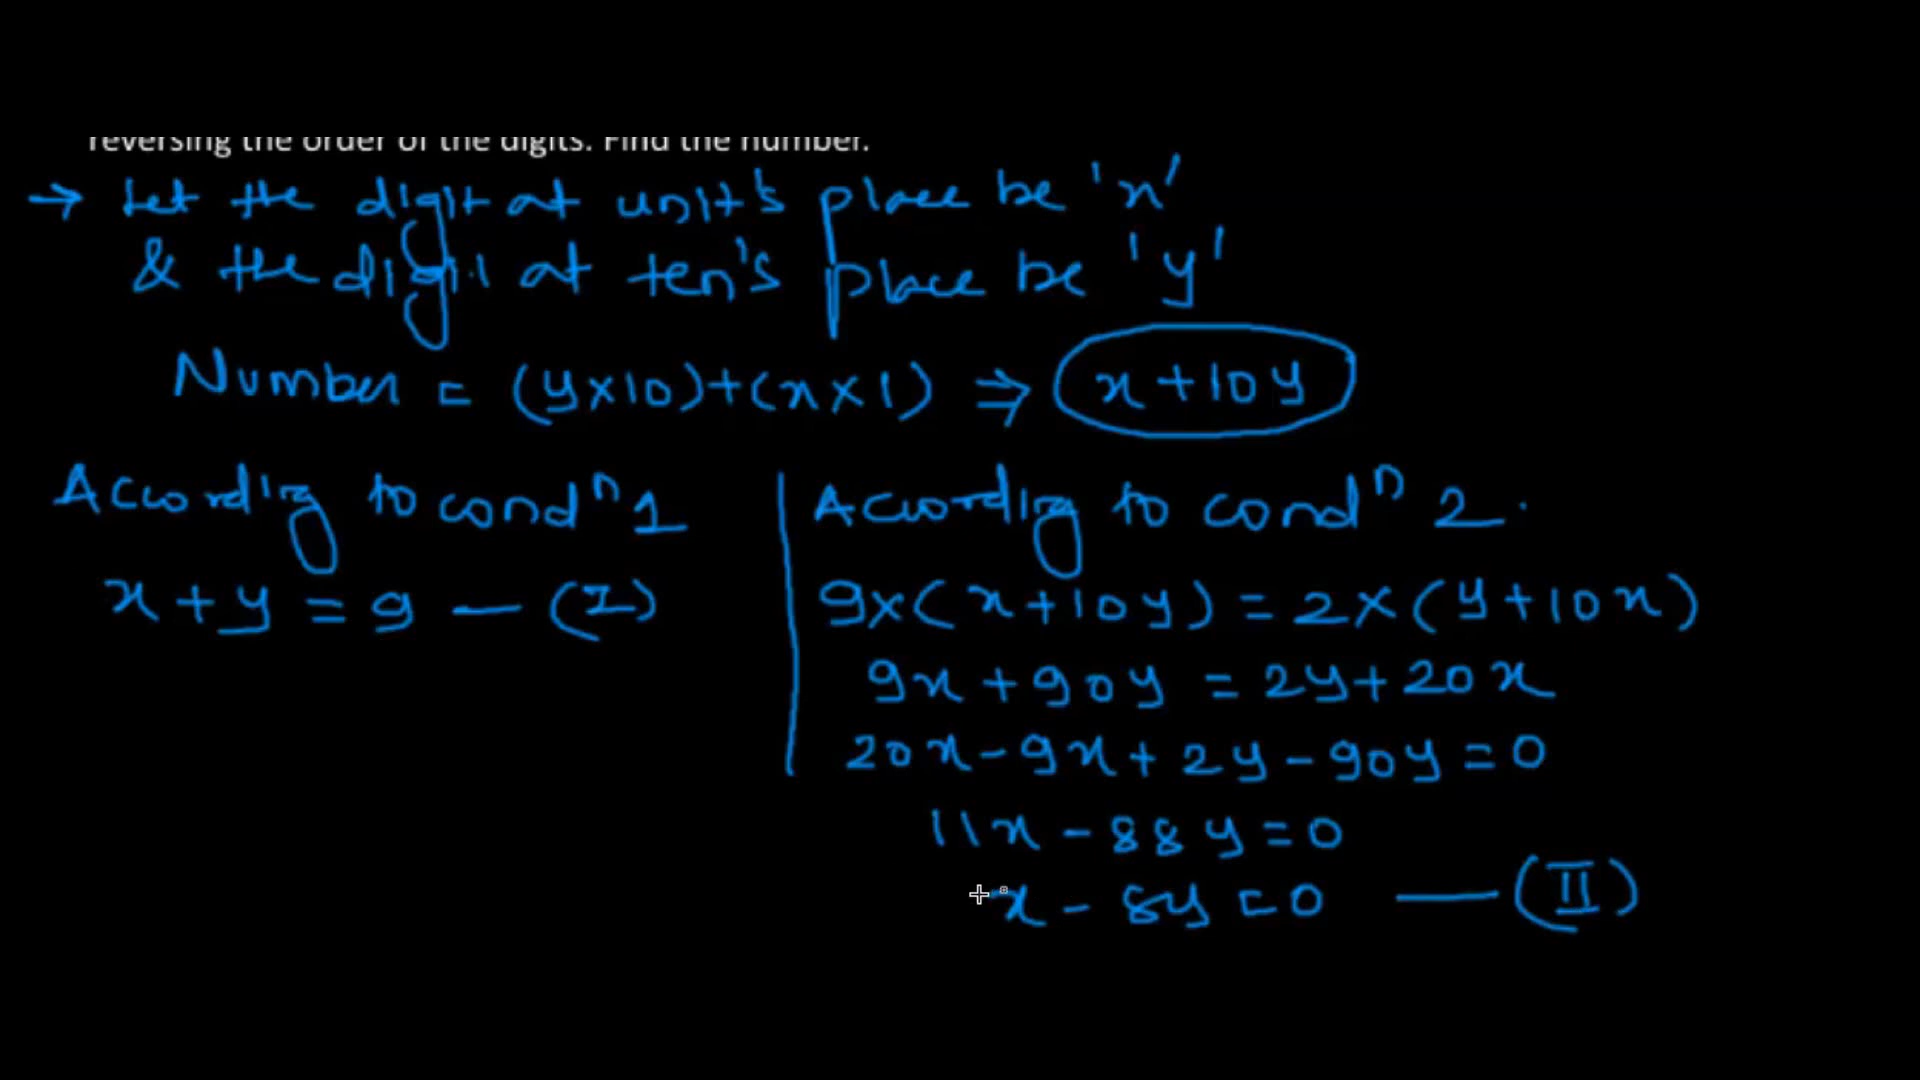 reversing the order of the digits. Find the number.
→ Let the digit at unit's place be 'x'
& the digit at ten's place be 'y'
Number = (y×10)+(x×1) ⇒ x+10y
According to condⁿ 1
x+y=9 — (I)
According to condⁿ 2.
9×(x+10y)=2×(y+10x)
9x+90y=2y+20x
20x-9x+2y-90y=0
11x-88y=0
x-8y=0 — (II)